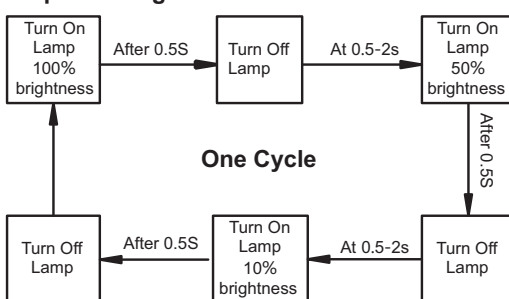 Turn On
Lamp
100%
brightness
After 0.5S
Turn Off
Lamp
At 0.5-2s
Turn On
Lamp
50%
brightness
After 0.5S
One Cycle
Turn Off
Lamp
After 0.5S
Turn On
Lamp
10%
brightness
At 0.5-2s
Turn Off
Lamp